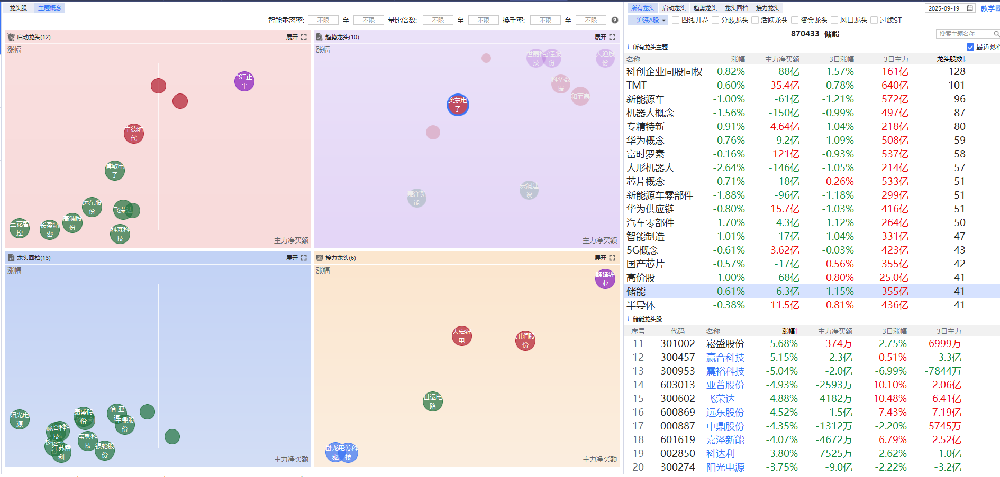 龙头股 主题概念
智能乖离率: 不限 至 不限 量比倍数: 不限 至 不限 换手率: 不限 至 不限
启动龙头(12) 展开
涨幅
*ST正平
宁德时代
博敏电子
远东股份
飞荣达
高澜股份
三花智控
长盈精密
科森科技
主力净买额
趋势龙头(10) 展开
涨幅
世嘉科技
富佳股份
天通股份
科华数据
和而泰
奕东电子
宏润建设
嘉泽新能
主力净买额
龙头回档(13) 展开
涨幅
阳光电源
康盛股份
怡亚通
中鼎股份
赢合科技
宝馨科技
江苏雷利
银轮股份
主力净买额
接力龙头(6) 展开
涨幅
赣锋锂业
天宏锂电
川润股份
世运电路
卧龙电驱
发科技
主力净买额
所有龙头 启动龙头 趋势龙头 龙头回档 接力龙头 2025-09-19 教学
沪深A股 四线开花 分歧龙头 活跃龙头 资金龙头 风口龙头 过滤ST
870433 储能 搜索主题名称
所有龙头主题 最近炒作
名称 涨幅 主力净买额 3日涨幅 3日主力 龙头股数↓
科创企业同股同权 -0.82% -88亿 -1.57% 161亿 128
TMT -0.60% 35.4亿 -0.78% 640亿 101
新能源车 -1.00% -61亿 -1.21% 572亿 96
机器人概念 -1.56% -150亿 -0.99% 497亿 87
专精特新 -0.91% 4.64亿 -1.04% 218亿 80
华为概念 -0.76% -9.2亿 -1.09% 508亿 59
富时罗素 -0.16% 121亿 -0.93% 537亿 58
人形机器人 -2.64% -146亿 -1.05% 214亿 57
芯片概念 -0.71% -18亿 0.26% 533亿 51
新能源车零部件 -1.88% -96亿 -1.18% 299亿 51
华为供应链 -0.80% 15.7亿 -1.03% 416亿 51
汽车零部件 -1.70% -4.3亿 -1.12% 264亿 50
智能制造 -1.01% -17亿 -1.04% 331亿 47
5G概念 -0.61% 3.62亿 -0.03% 423亿 43
国产芯片 -0.57% -17亿 0.56% 355亿 42
高价股 -1.00% -68亿 0.80% 25.0亿 41
储能 -0.61% -6.3亿 -1.15% 355亿 41
半导体 -0.38% 11.5亿 0.81% 436亿 41
储能龙头股
序号 代码 名称 涨幅↑ 主力净买额 3日涨幅 3日主力
11 301002 崧盛股份 -5.68% 374万 -2.75% 6999万
12 300457 赢合科技 -5.15% -2.3亿 0.51% -3.3亿
13 300953 震裕科技 -5.04% -2.0亿 -6.99% -7844万
14 603013 亚普股份 -4.93% -2593万 10.10% 2.06亿
15 300602 飞荣达 -4.88% -4182万 10.48% 6.41亿
16 600869 远东股份 -4.52% -1.5亿 7.43% 7.19亿
17 000887 中鼎股份 -4.35% -1312万 -2.20% 5745万
18 601619 嘉泽新能 -4.07% -4672万 6.79% 2.52亿
19 002850 科达利 -3.80% -7525万 -2.62% -1.0亿
20 300274 阳光电源 -3.75% -9.0亿 -2.22% -3.2亿